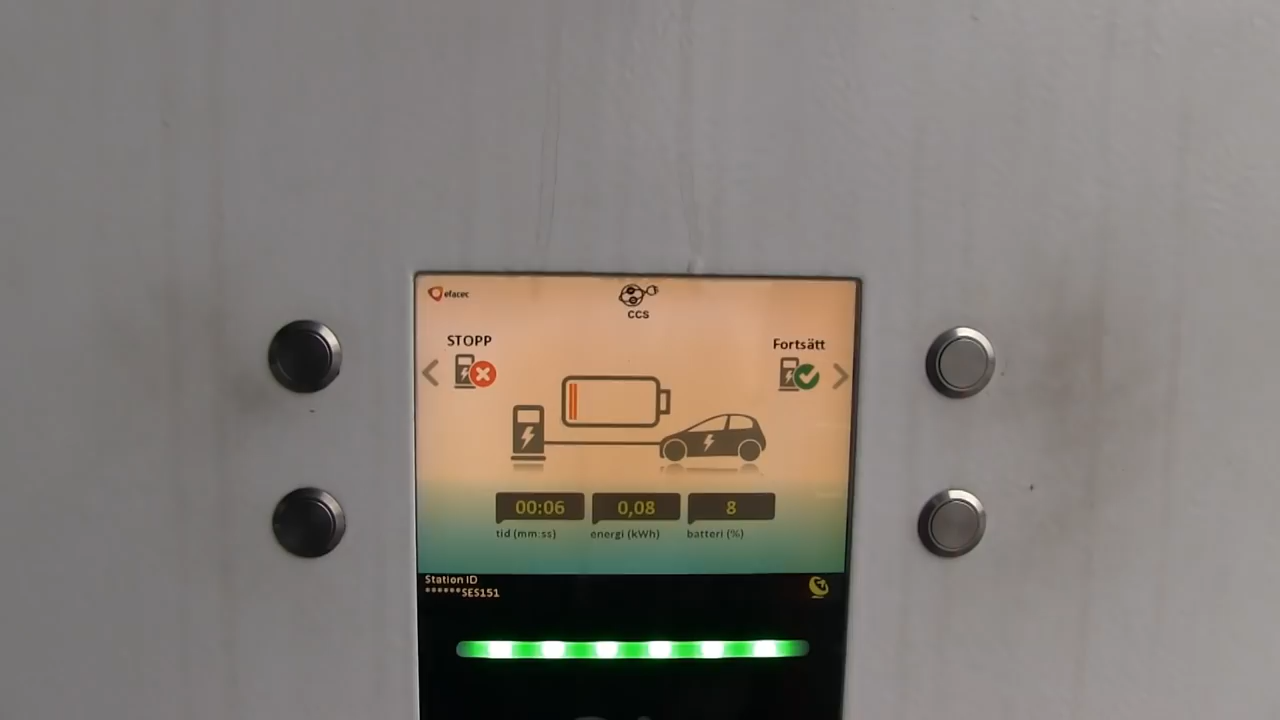 efacec
CCS
STOPP
Fortsätt
00:06
0,08
8
tid (mm:ss)
energi (kWh)
batteri (%)
Station ID
******SES151